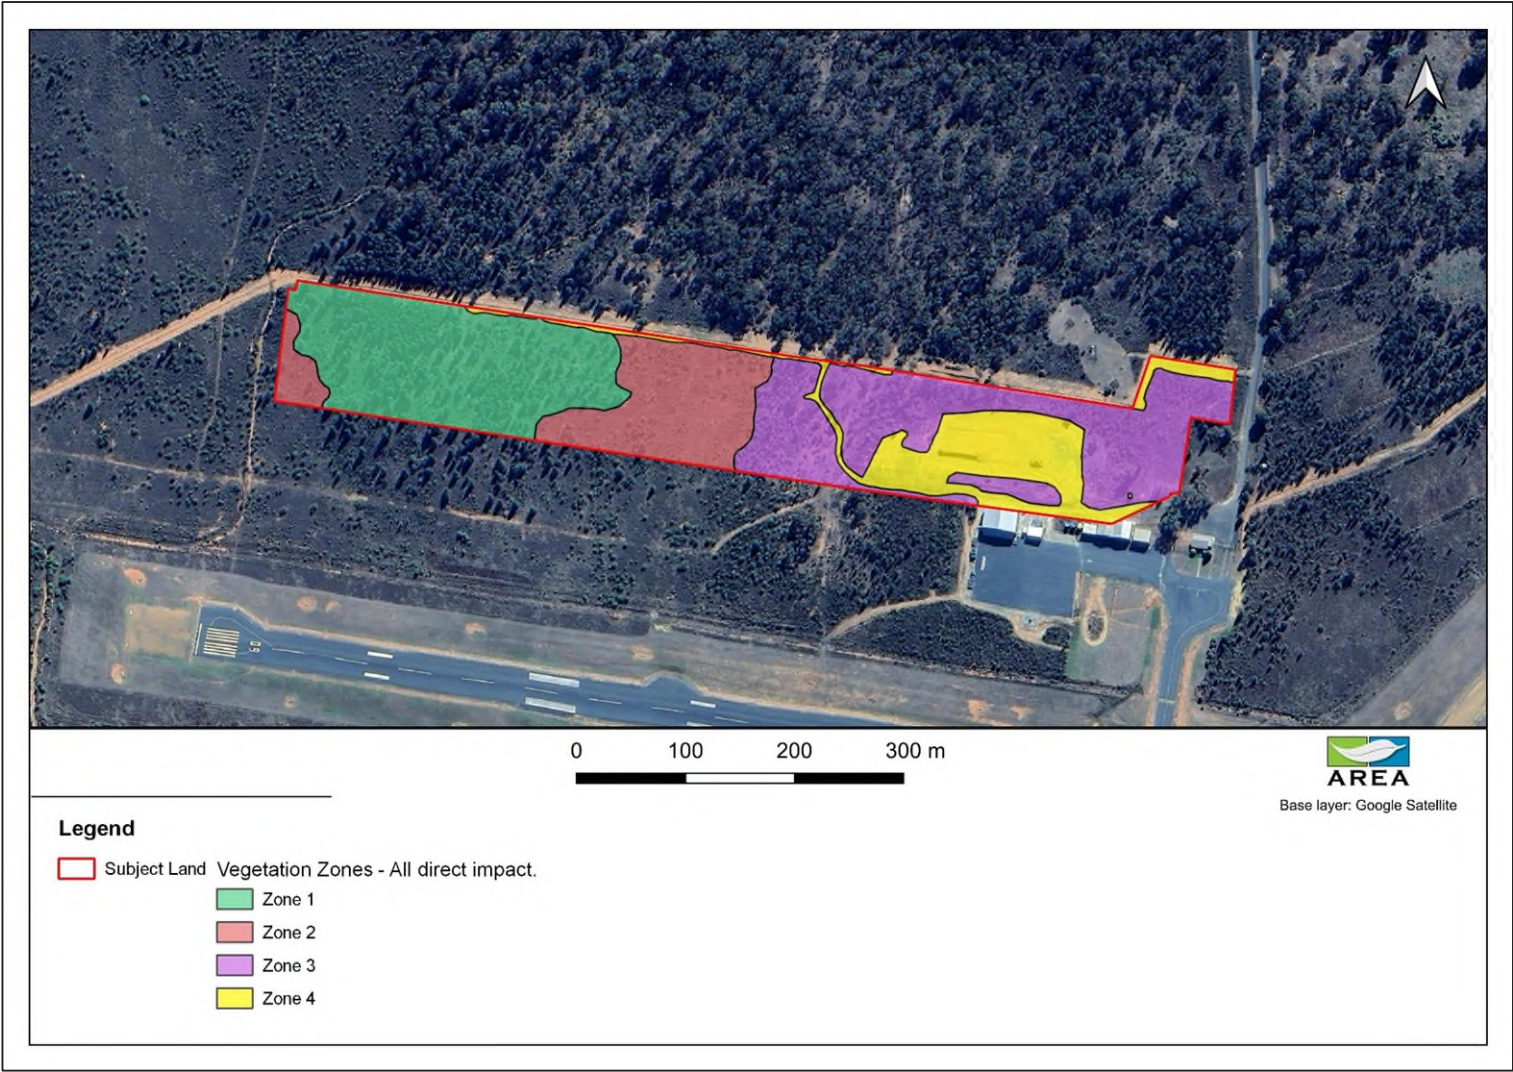 60
0 100 200 300 m
AREA
Base layer: Google Satellite
Legend
Subject Land Vegetation Zones - All direct impact.
Zone 1
Zone 2
Zone 3
Zone 4